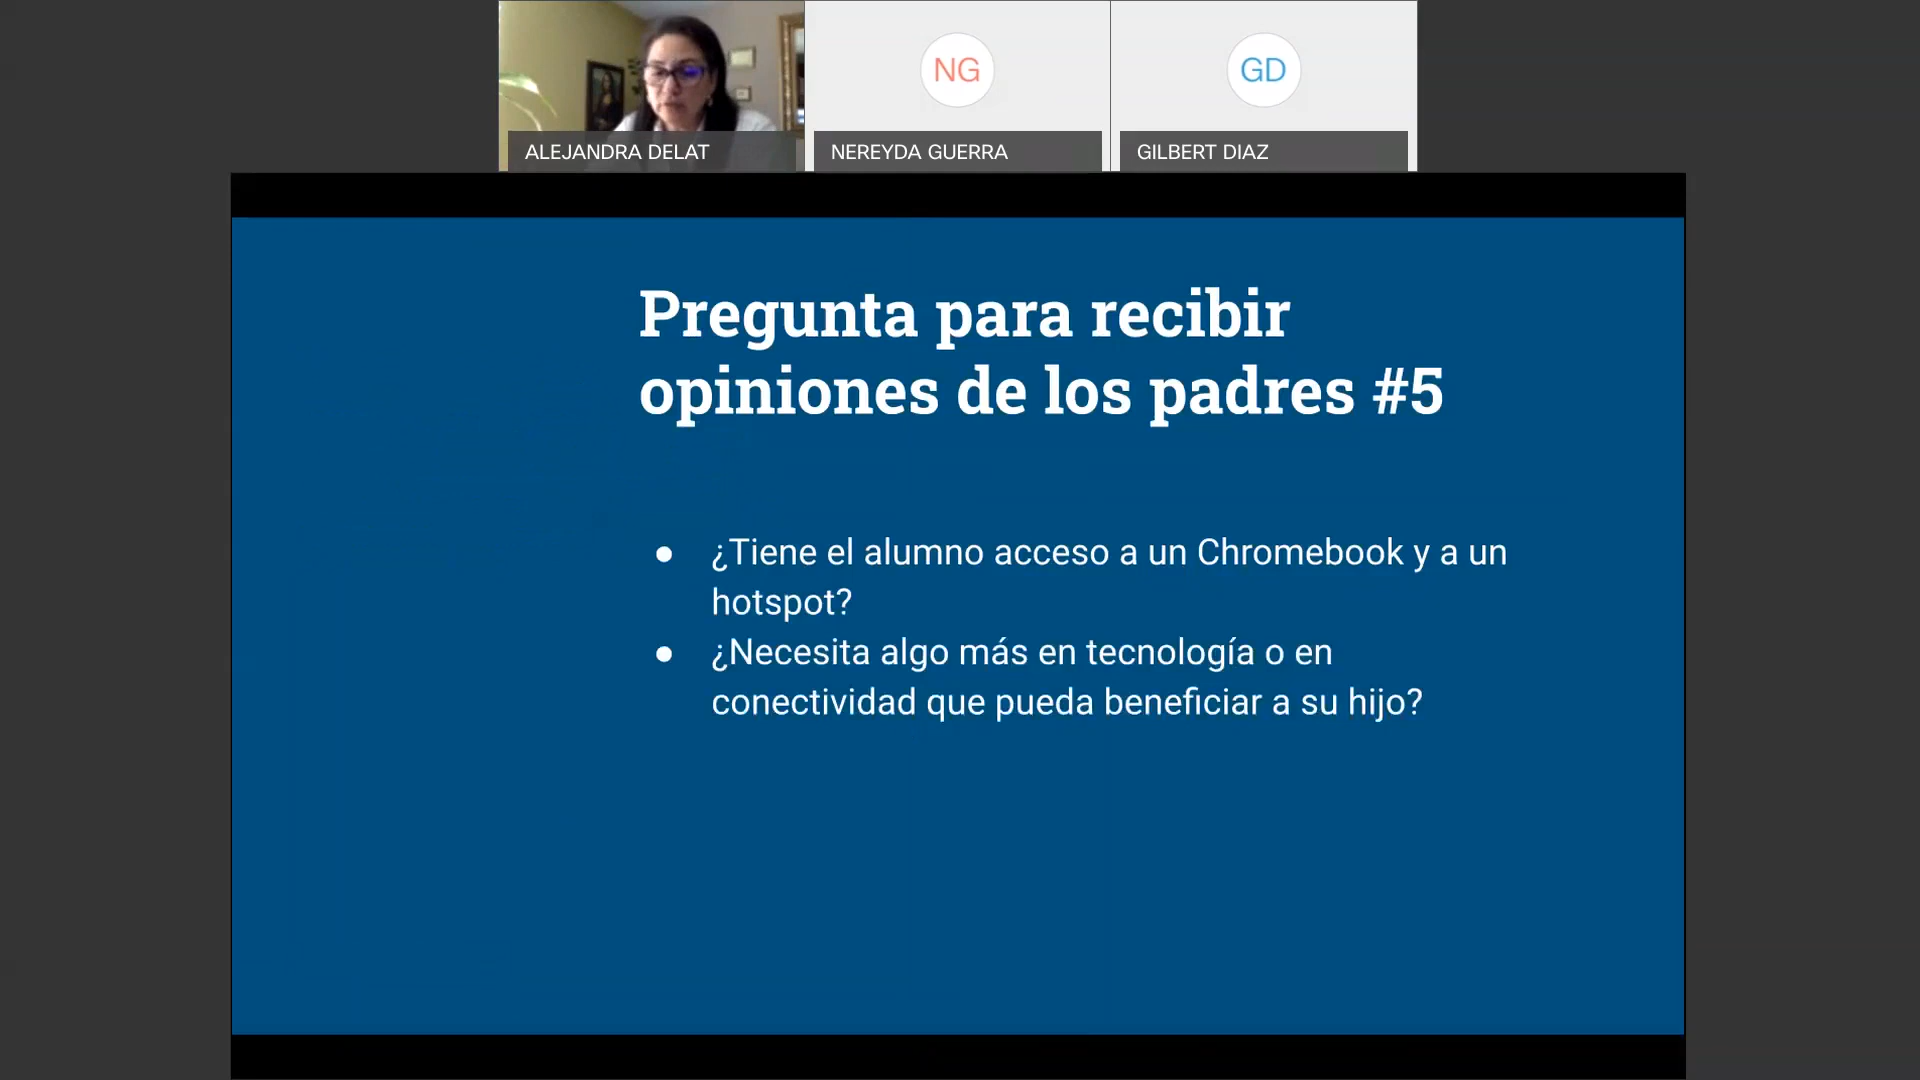 NG
GD
ALEJANDRA DELAT
NEREYDA GUERRA
GILBERT DIAZ
Pregunta para recibir
opiniones de los padres #5
● ¿Tiene el alumno acceso a un Chromebook y a un
hotspot?
● ¿Necesita algo más en tecnología o en
conectividad que pueda beneficiar a su hijo?